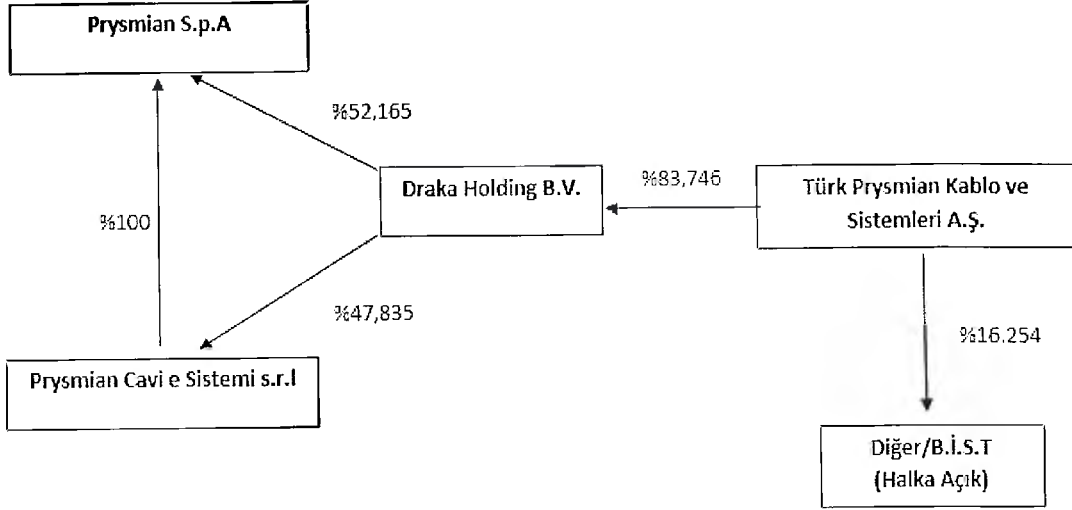 Prysmian S.p.A
%52,165
Draka Holding B.V.
%83,746
Türk Prysmian Kablo ve
Sistemleri A.Ş.
%100
%47,835
%16.254
Prysmian Cavi e Sistemi s.r.l
Diğer/B.İ.S.T
(Halka Açık)